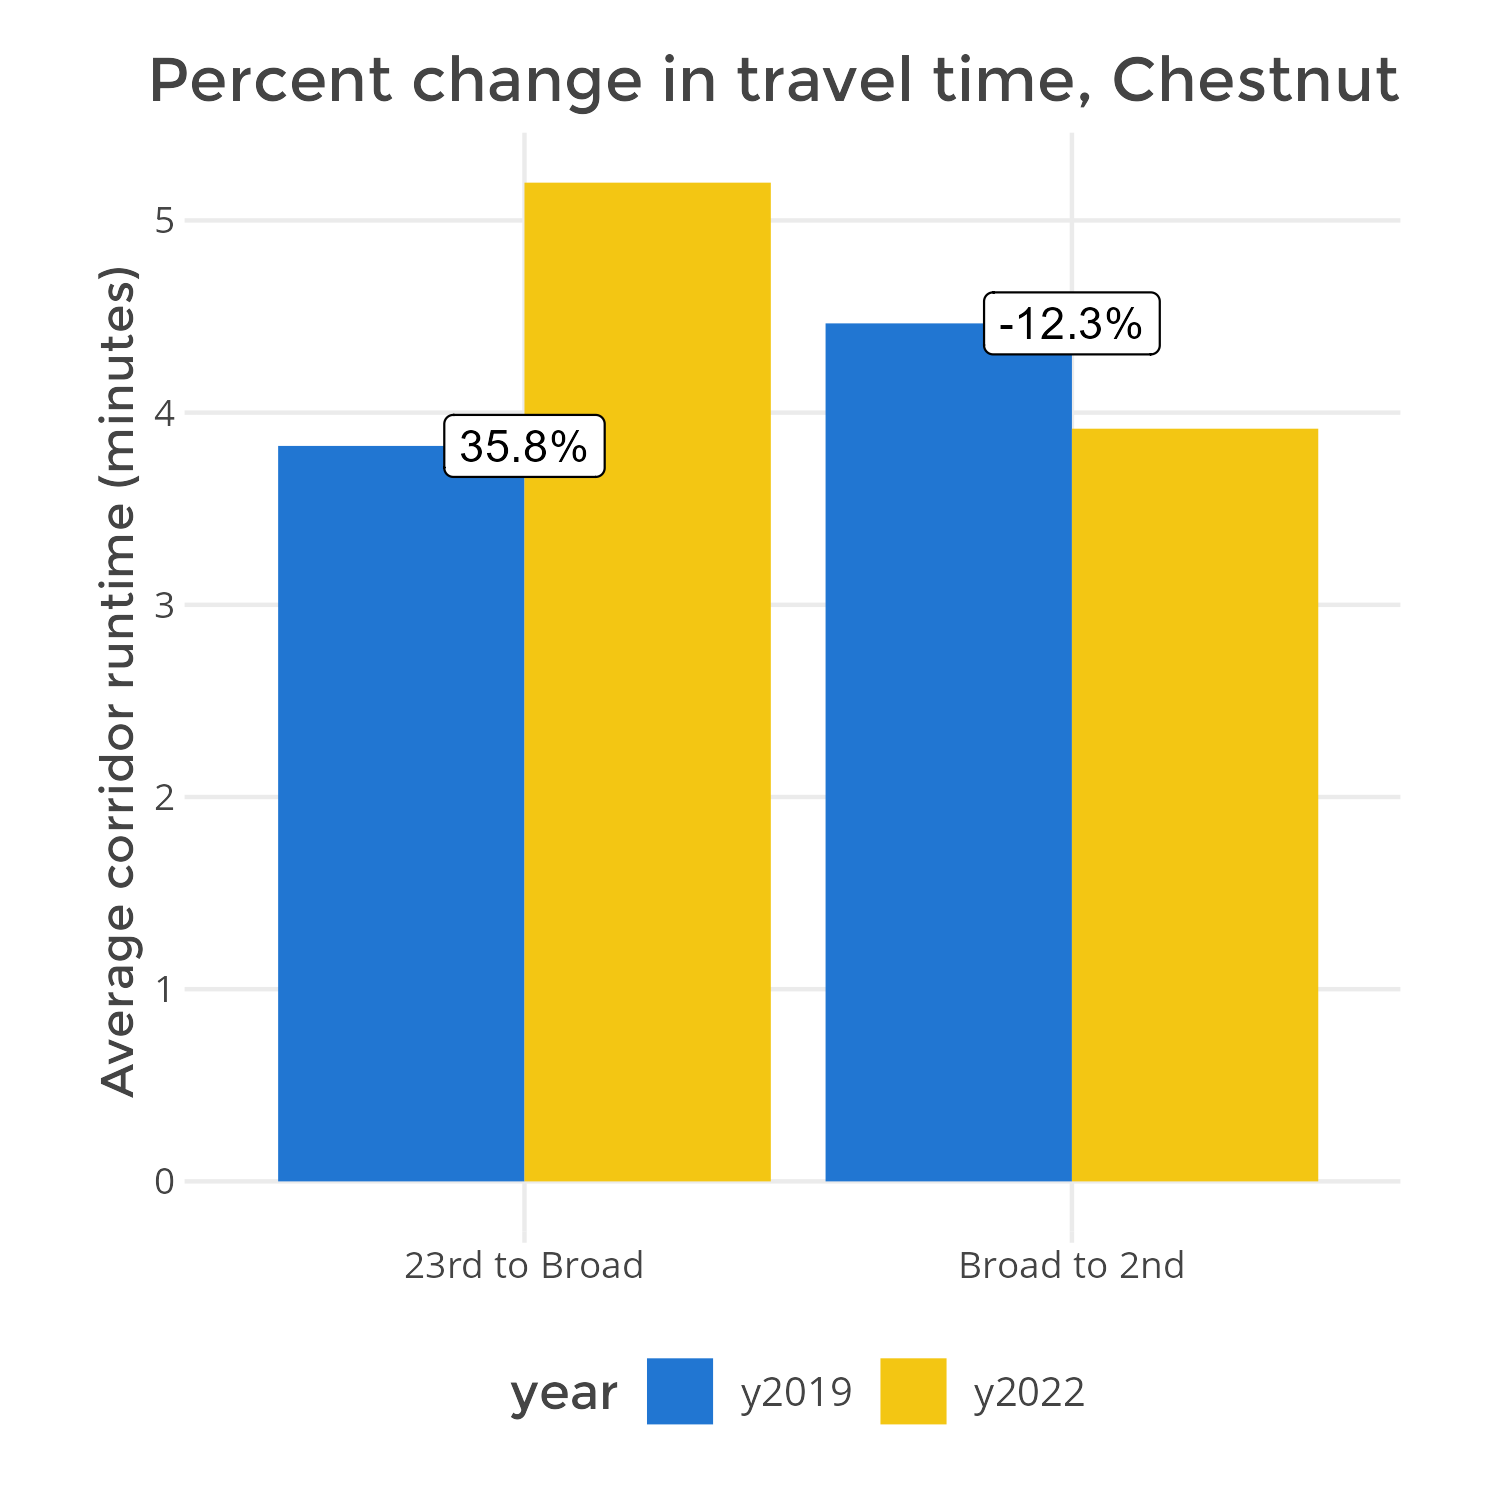 Percent change in travel time, Chestnut
Average corridor runtime (minutes)
5
4
3
2
1
0
-12.3%
35.8%
23rd to Broad
Broad to 2nd
year
y2019
y2022